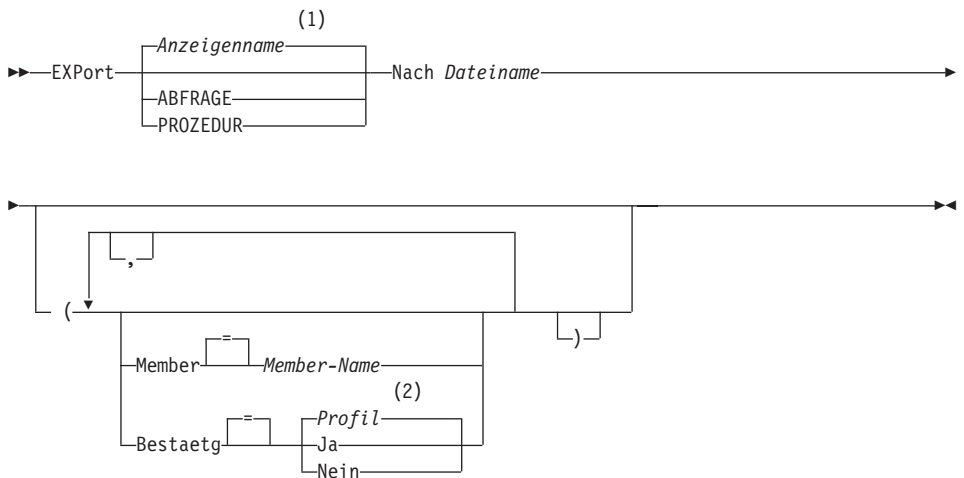 (1)
Anzeigenname
EXPort Nach Dateiname
ABFRAGE
PROZEDUR
,
( )
=
Member Member-Name
(2)
= Profil
Bestaetg Ja
Nein